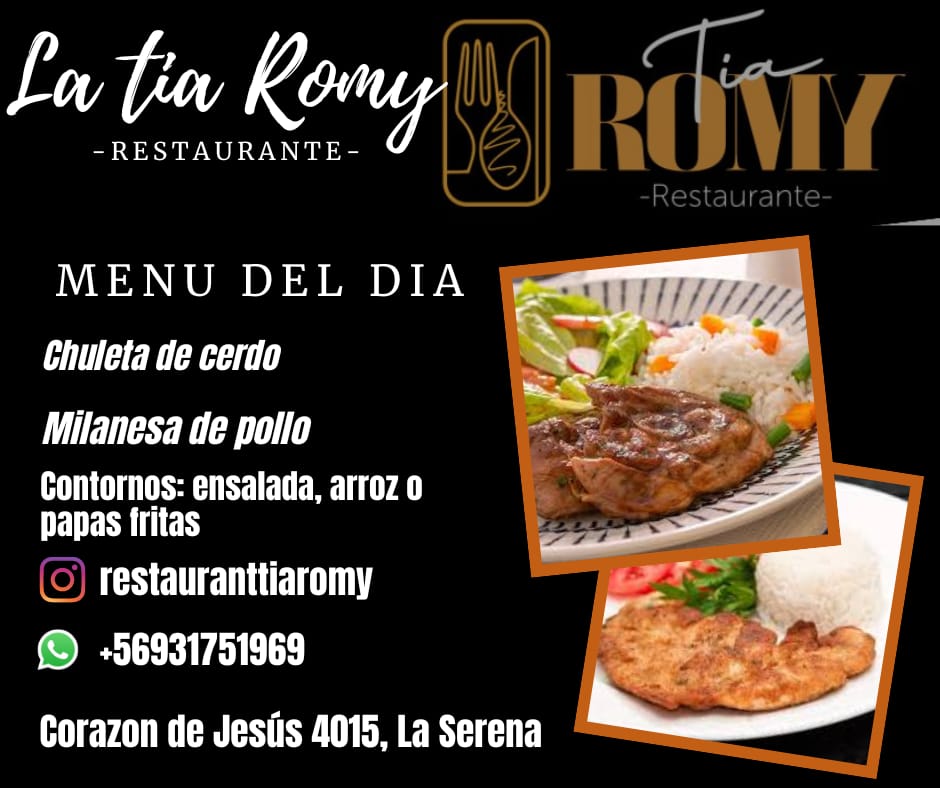 La tia Romy
-RESTAURANTE-
Tia
ROMY
-Restaurante-
MENU DEL DIA
Chuleta de cerdo
Milanesa de pollo
Contornos: ensalada, arroz o
papas fritas
restauranttiaromy
+56931751969
Corazon de Jesús 4015, La Serena